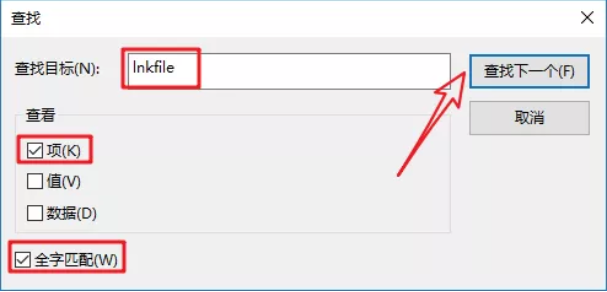 查找
查找目标(N):
lnkfile
查找下一个(F)
取消
查看
项(K)
值(V)
数据(D)
全字匹配(W)